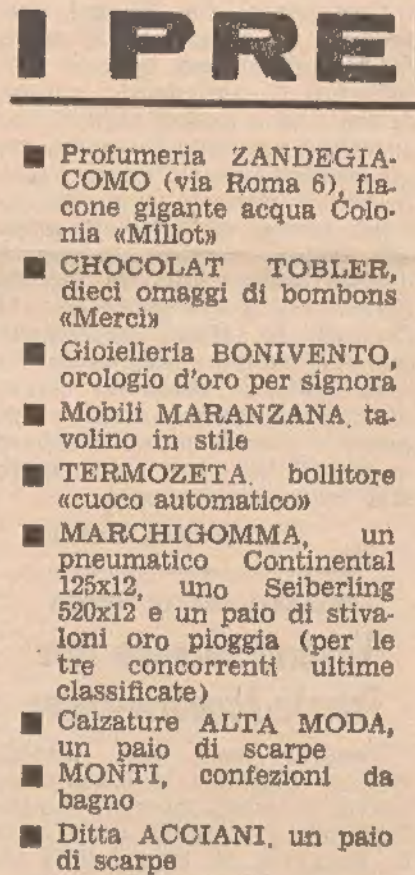 I PRE
■ Profumeria ZANDEGIA-
COMO (via Roma 6), fla-
cone gigante acqua Colo-
nia «Millot»
■ CHOCOLAT TOBLER,
dieci omaggi di bombons
«Merci»
■ Gioielleria BONIVENTO,
orologio d'oro per signora
■ Mobili MARANZANA, ta-
volino in stile
■ TERMOZETA, bollitore
«cuoco automatico»
■ MARCHIGOMMA, un
pneumatico Continental
125x12, uno Seiberling
520x12 e un paio di stiva-
loni oro pioggia (per le
tre concorrenti ultime
classificate)
■ Calzature ALTA MODA,
un paio di scarpe
■ MONTI, confezioni da
bagno
■ Ditta ACCIANI, un paio
di scarpe